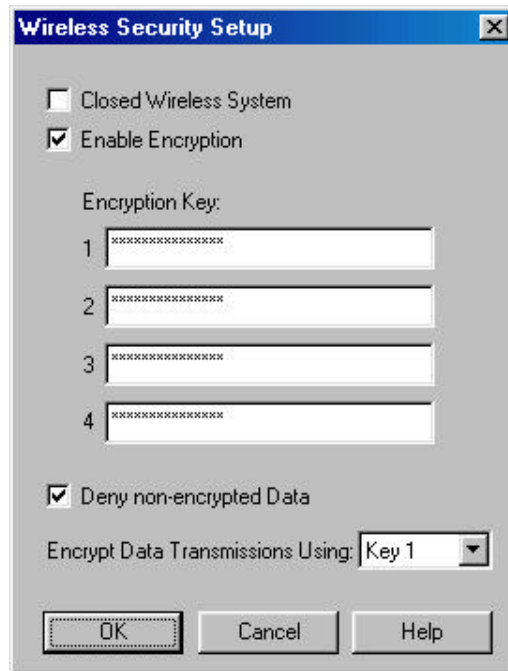 Wireless Security Setup
Closed Wireless System
Enable Encryption
Encryption Key:
1 ***************
2 ***************
3 ***************
4 ***************
Deny non-encrypted Data
Encrypt Data Transmissions Using: Key 1
OK Cancel Help